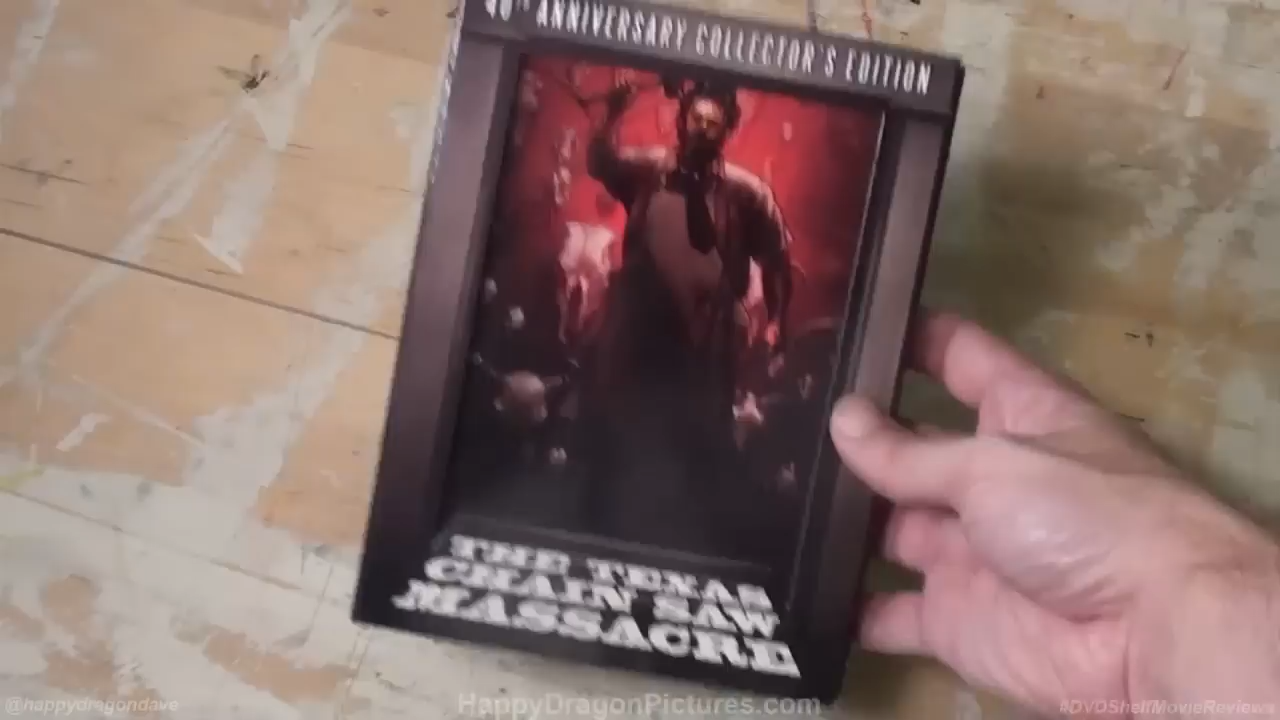 40TH ANNIVERSARY COLLECTOR'S EDITION
THE TEXAS
CHAIN SAW
MASSACRE
@happydragondave
HappyDragonPictures.com
#DVDShelfMovieReviews